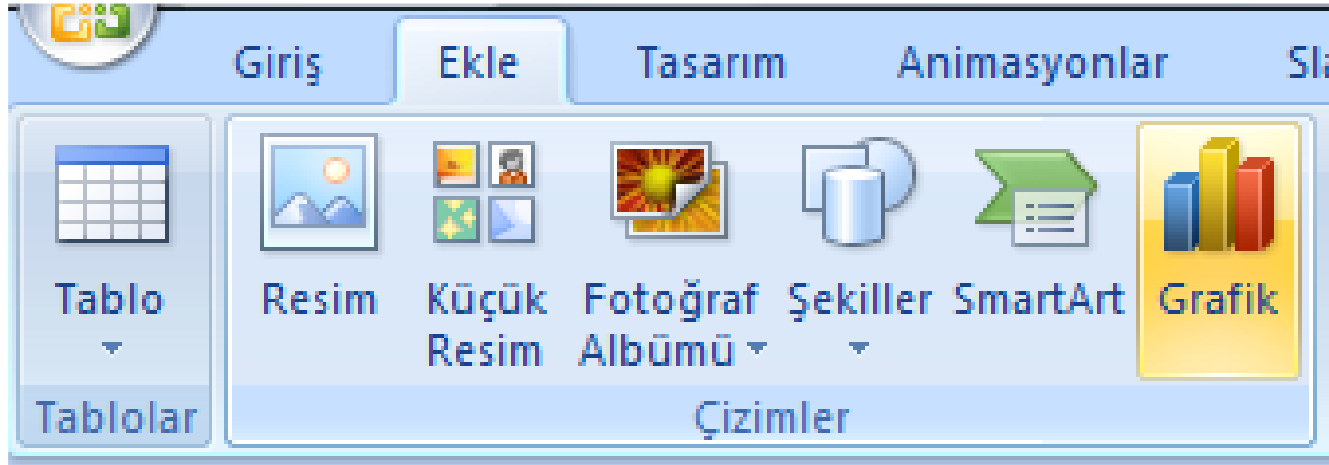 Giriş Ekle Tasarım Animasyonlar
Tablo Resim Küçük Resim Fotoğraf Albümü Şekiller SmartArt Grafik
Tablolar Çizimler